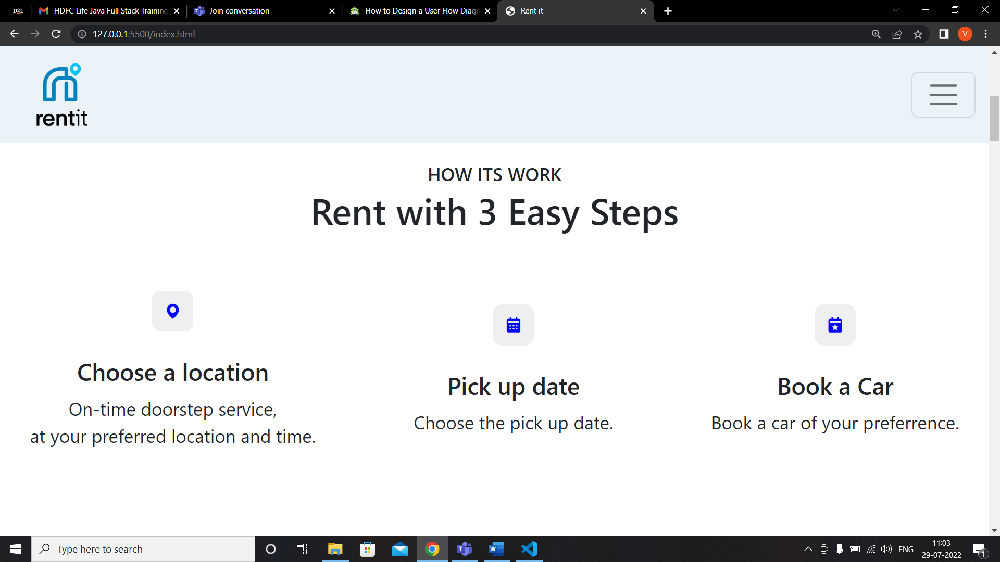 D2L
HDFC Life Java Full Stack Training
Join conversation
How to Design a User Flow Diagr
Rent it
127.0.0.1:5500/index.html
V
rentit
HOW ITS WORK
Rent with 3 Easy Steps
Choose a location
On-time doorstep service,
at your preferred location and time.
Pick up date
Choose the pick up date.
Book a Car
Book a car of your preferrence.
Type here to search
ENG
11:03
29-07-2022
1